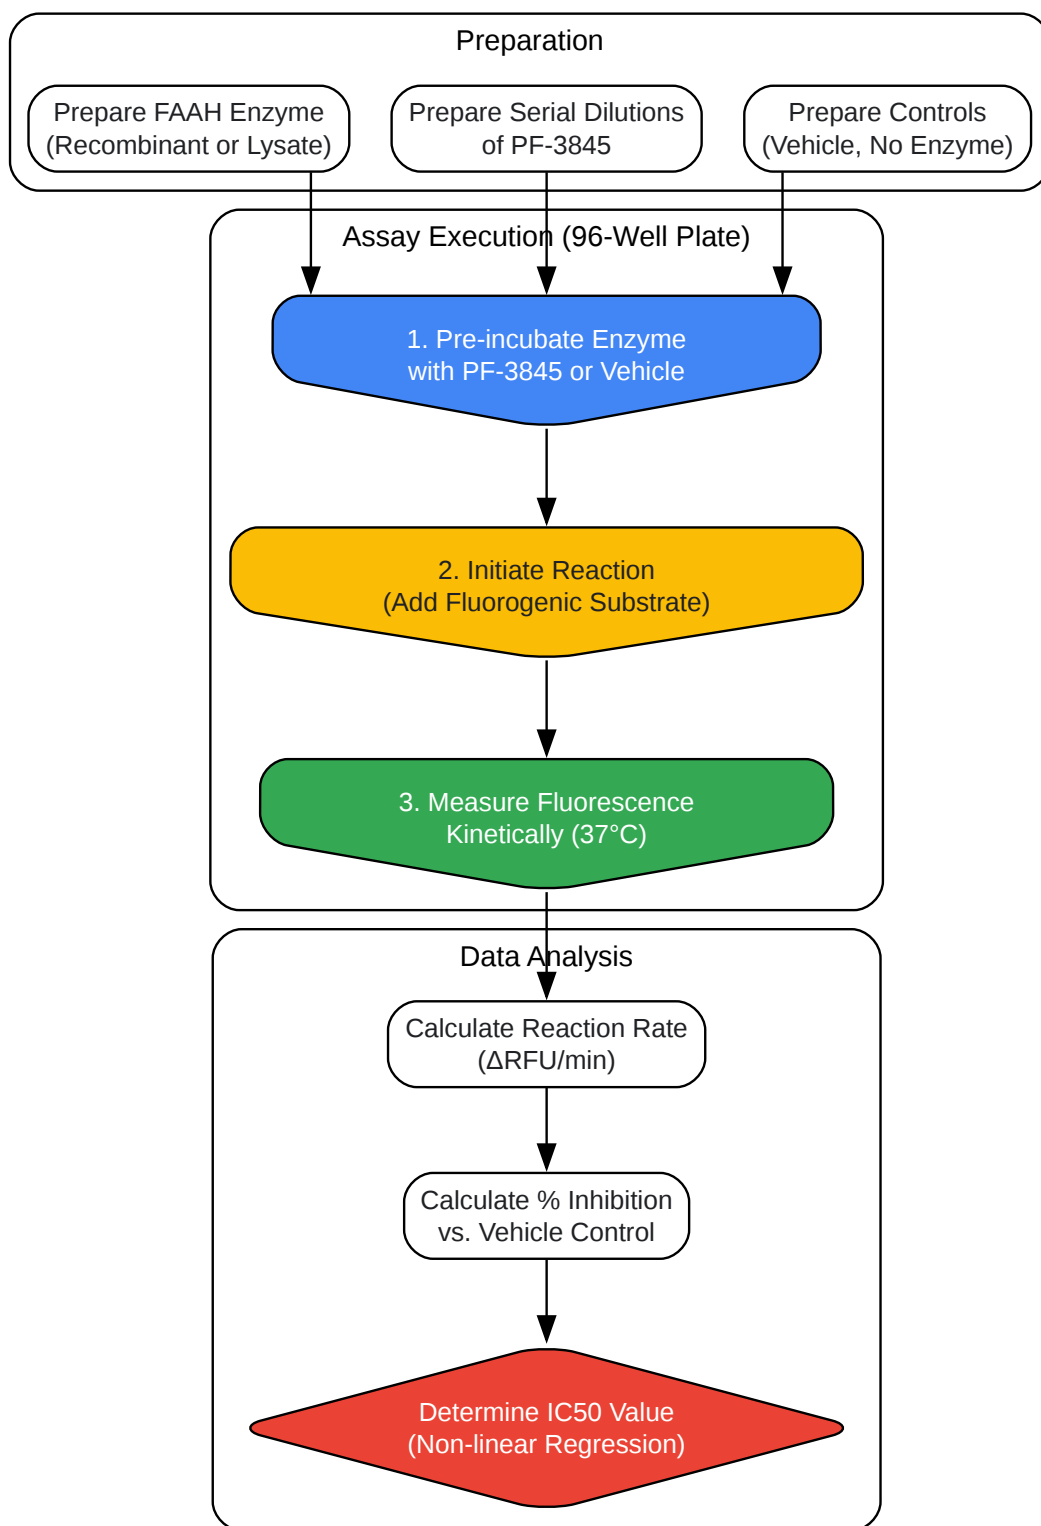 Preparation
Prepare FAAH Enzyme
(Recombinant or Lysate)
Prepare Serial Dilutions
of PF-3845
Prepare Controls
(Vehicle, No Enzyme)
Assay Execution (96-Well Plate)
1. Pre-incubate Enzyme
with PF-3845 or Vehicle
2. Initiate Reaction
(Add Fluorogenic Substrate)
3. Measure Fluorescence
Kinetically (37°C)
Data Analysis
Calculate Reaction Rate
(ΔRFU/min)
Calculate % Inhibition
vs. Vehicle Control
Determine IC50 Value
(Non-linear Regression)